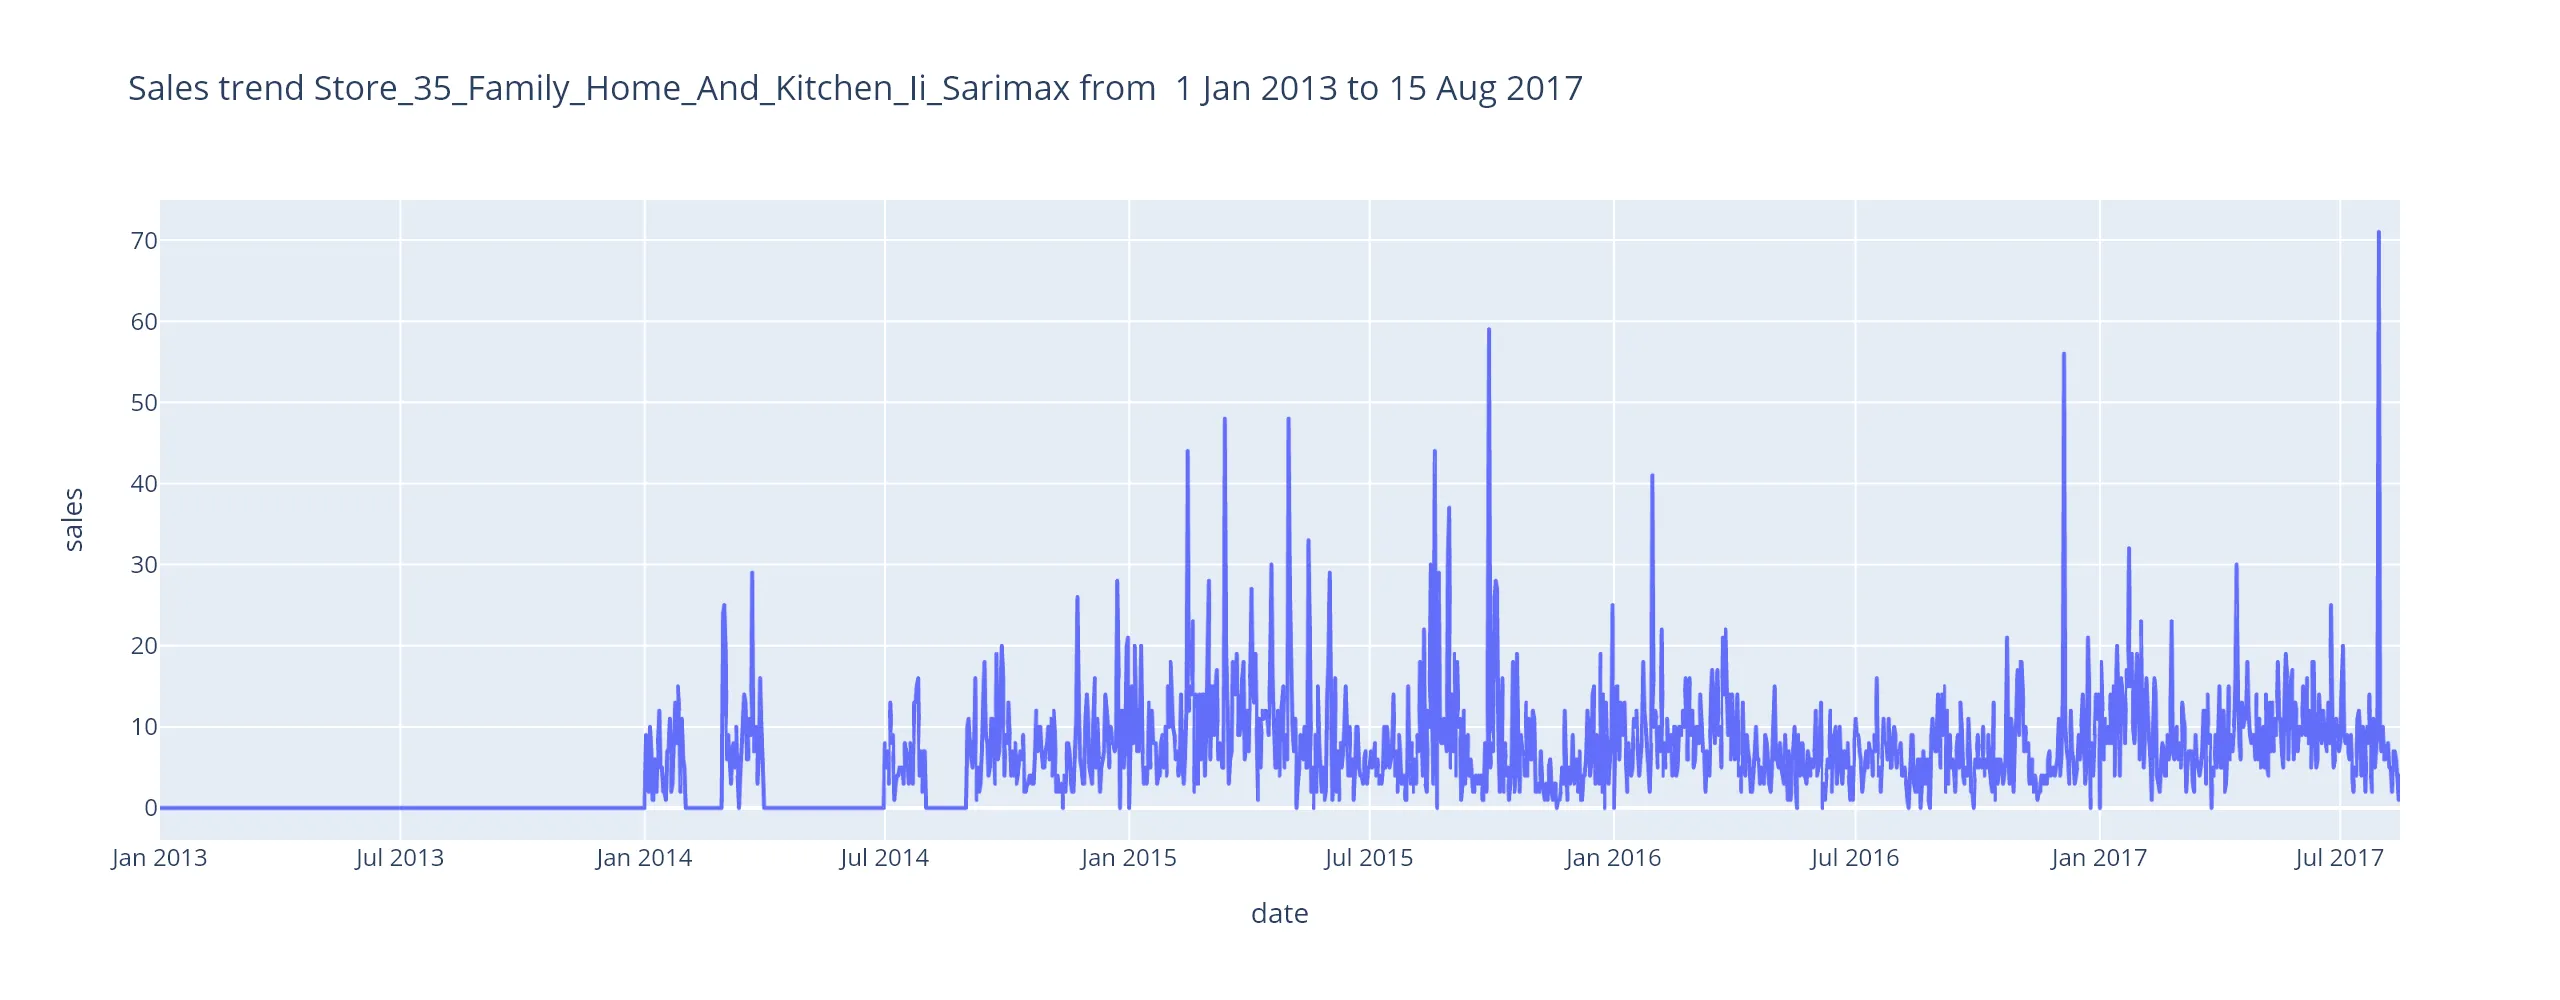 Sales trend Store_35_Family_Home_And_Kitchen_Ii_Sarimax from  1 Jan 2013 to 15 Aug 2017
70
60
50
40
30
20
10
0
sales
Jan 2013 Jul 2013 Jan 2014 Jul 2014 Jan 2015 Jul 2015 Jan 2016 Jul 2016 Jan 2017 Jul 2017
date